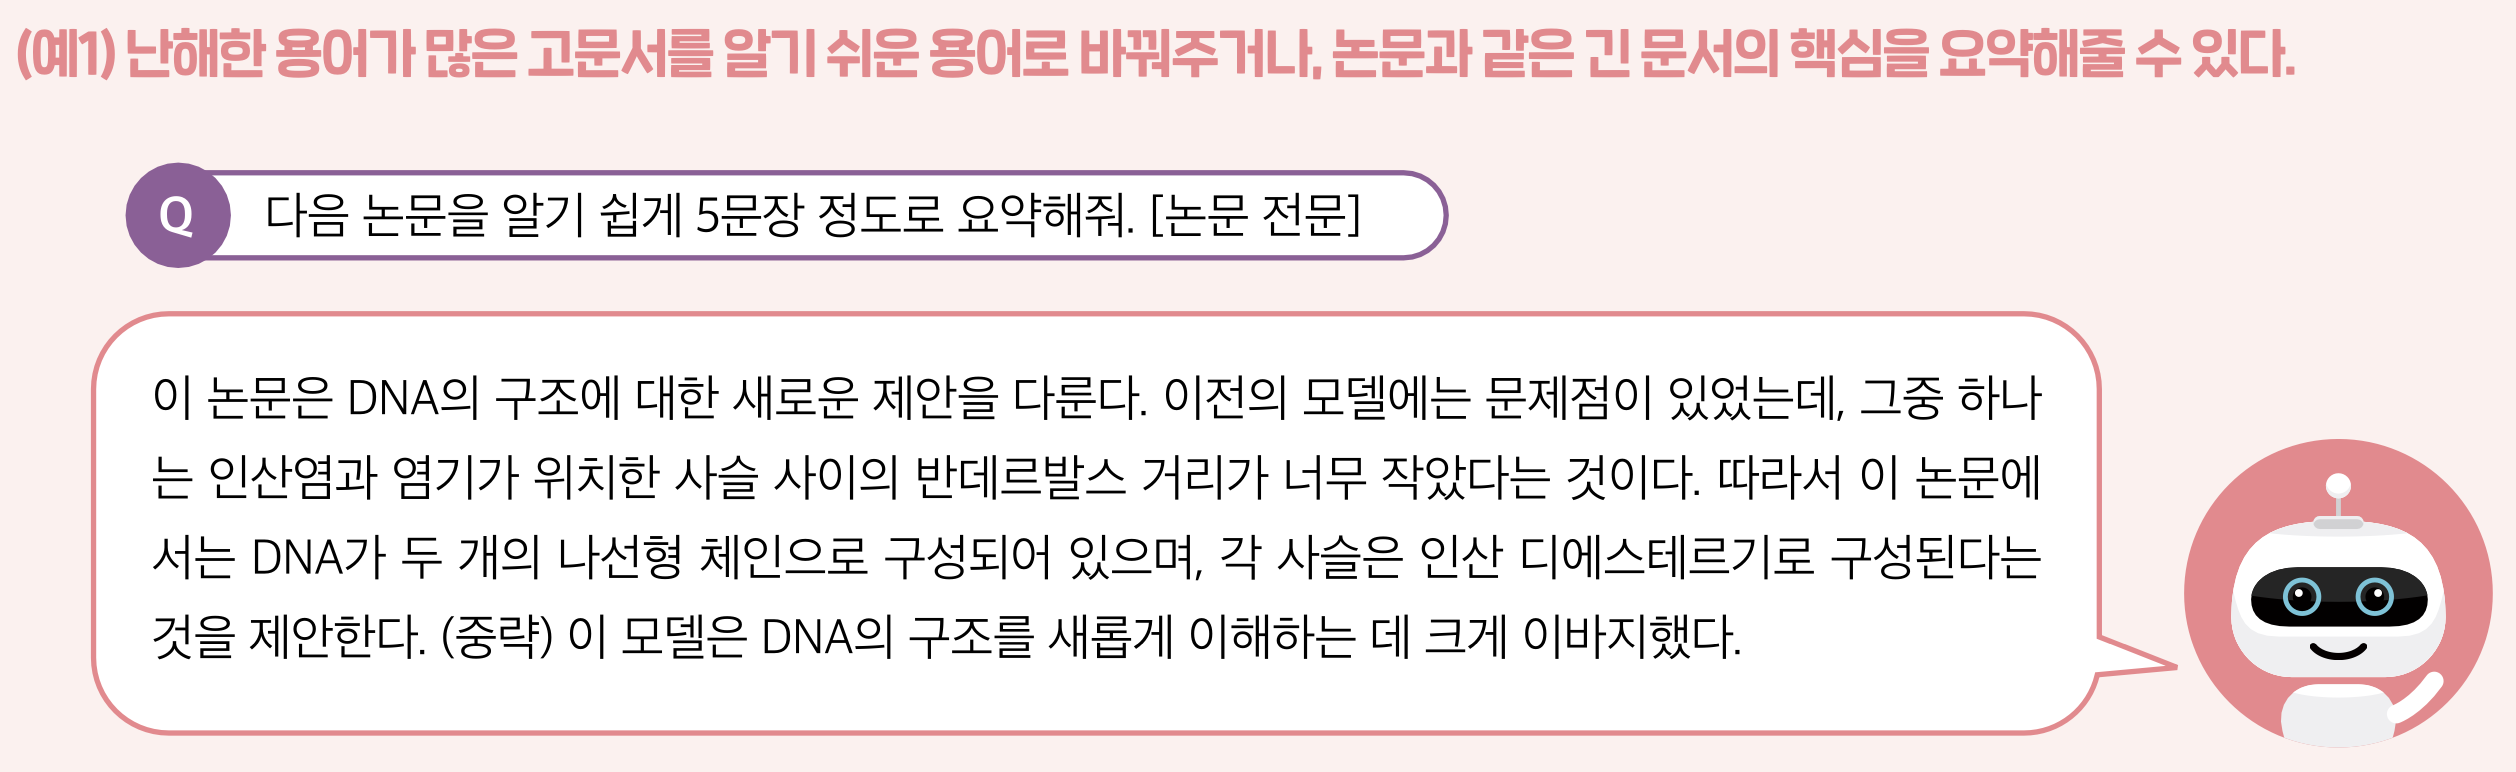 (예1) 난해한 용어가 많은 고문서를 읽기 쉬운 용어로 바꿔주거나, 논문과 같은 긴 문서의 핵심을 요약해줄 수 있다.
Q 다음 논문을 알기 쉽게 5문장 정도로 요약해줘. [논문 전문]
이 논문은 DNA의 구조에 대한 새로운 제안을 다룬다. 이전의 모델에는 문제점이 있었는데, 그중 하나
는 인산염과 염기가 위치한 사슬 사이의 반데르발스 거리가 너무 작았다는 것이다. 따라서 이 논문에
서는 DNA가 두 개의 나선형 체인으로 구성되어 있으며, 각 사슬은 인산 디에스테르기로 구성된다는
것을 제안한다. (중략) 이 모델은 DNA의 구조를 새롭게 이해하는 데 크게 이바지했다.